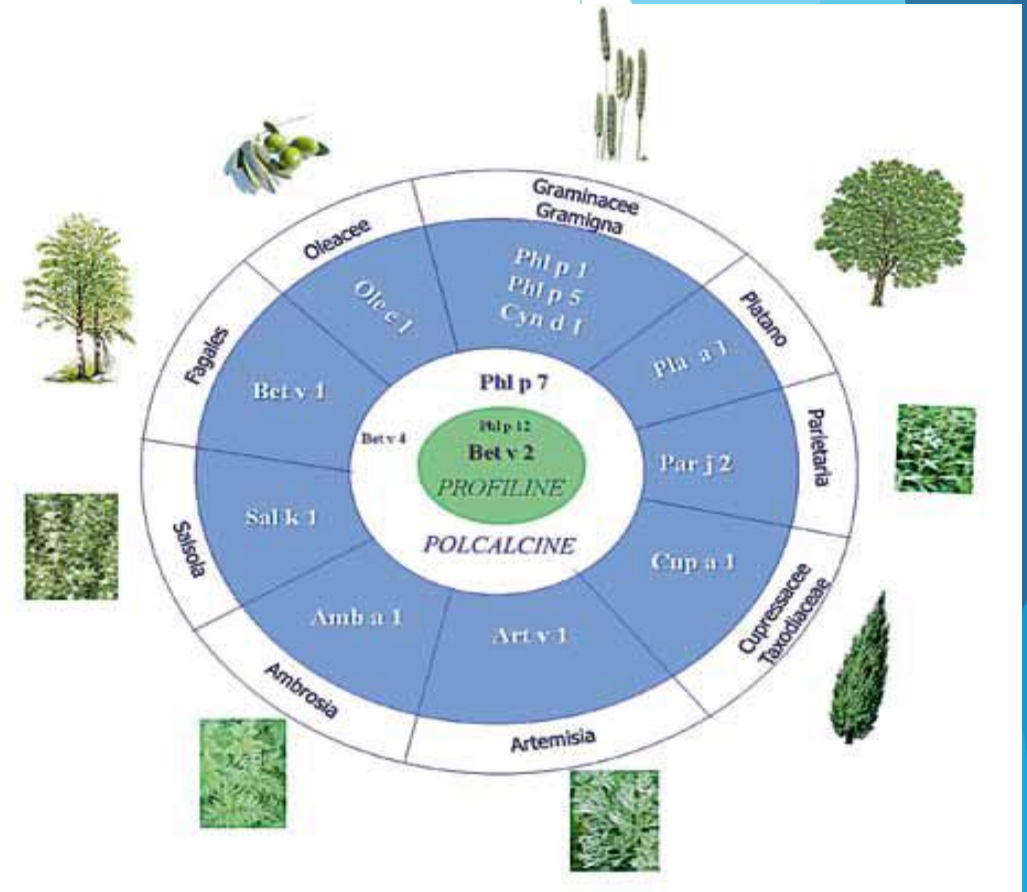 Graminacee
Gramigna
Oleacee
Platano
Fagales
Parietaria
Salsola
Cupressacee
Taxodiaceae
Ambrosia
Artemisia
Phl p 1
Phl p 5
Cyn d 1
Ole e 1
Pla a 1
Bet v 1
Par j 2
Sal k 1
Cup a 1
Amb a 1
Art v 1
Phl p 7
Bet v 4
Phl p 12
Bet v 2
PROFILINE
POLCALCINE